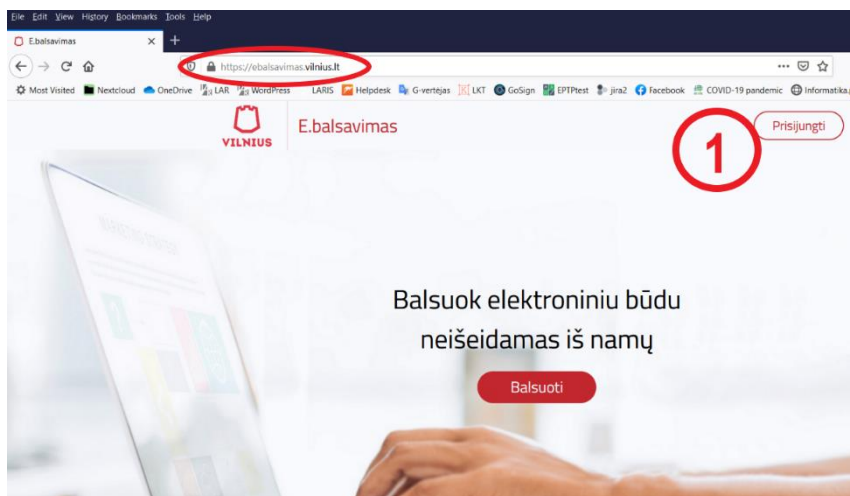 File Edit View History Bookmarks Tools Help
E.balsavimas × +
https://ebalsavimas.vilnius.lt
Most Visited Nextcloud OneDrive LAR WordPress LARIS Helpdesk G-vertėjas LKT GoSign EPTPtest jira2 Facebook COVID-19 pandemic Informatika
VILNIUS
E.balsavimas
1
Prisijungti
Balsuok elektroniniu būdu
neišeidamas iš namų
Balsuoti